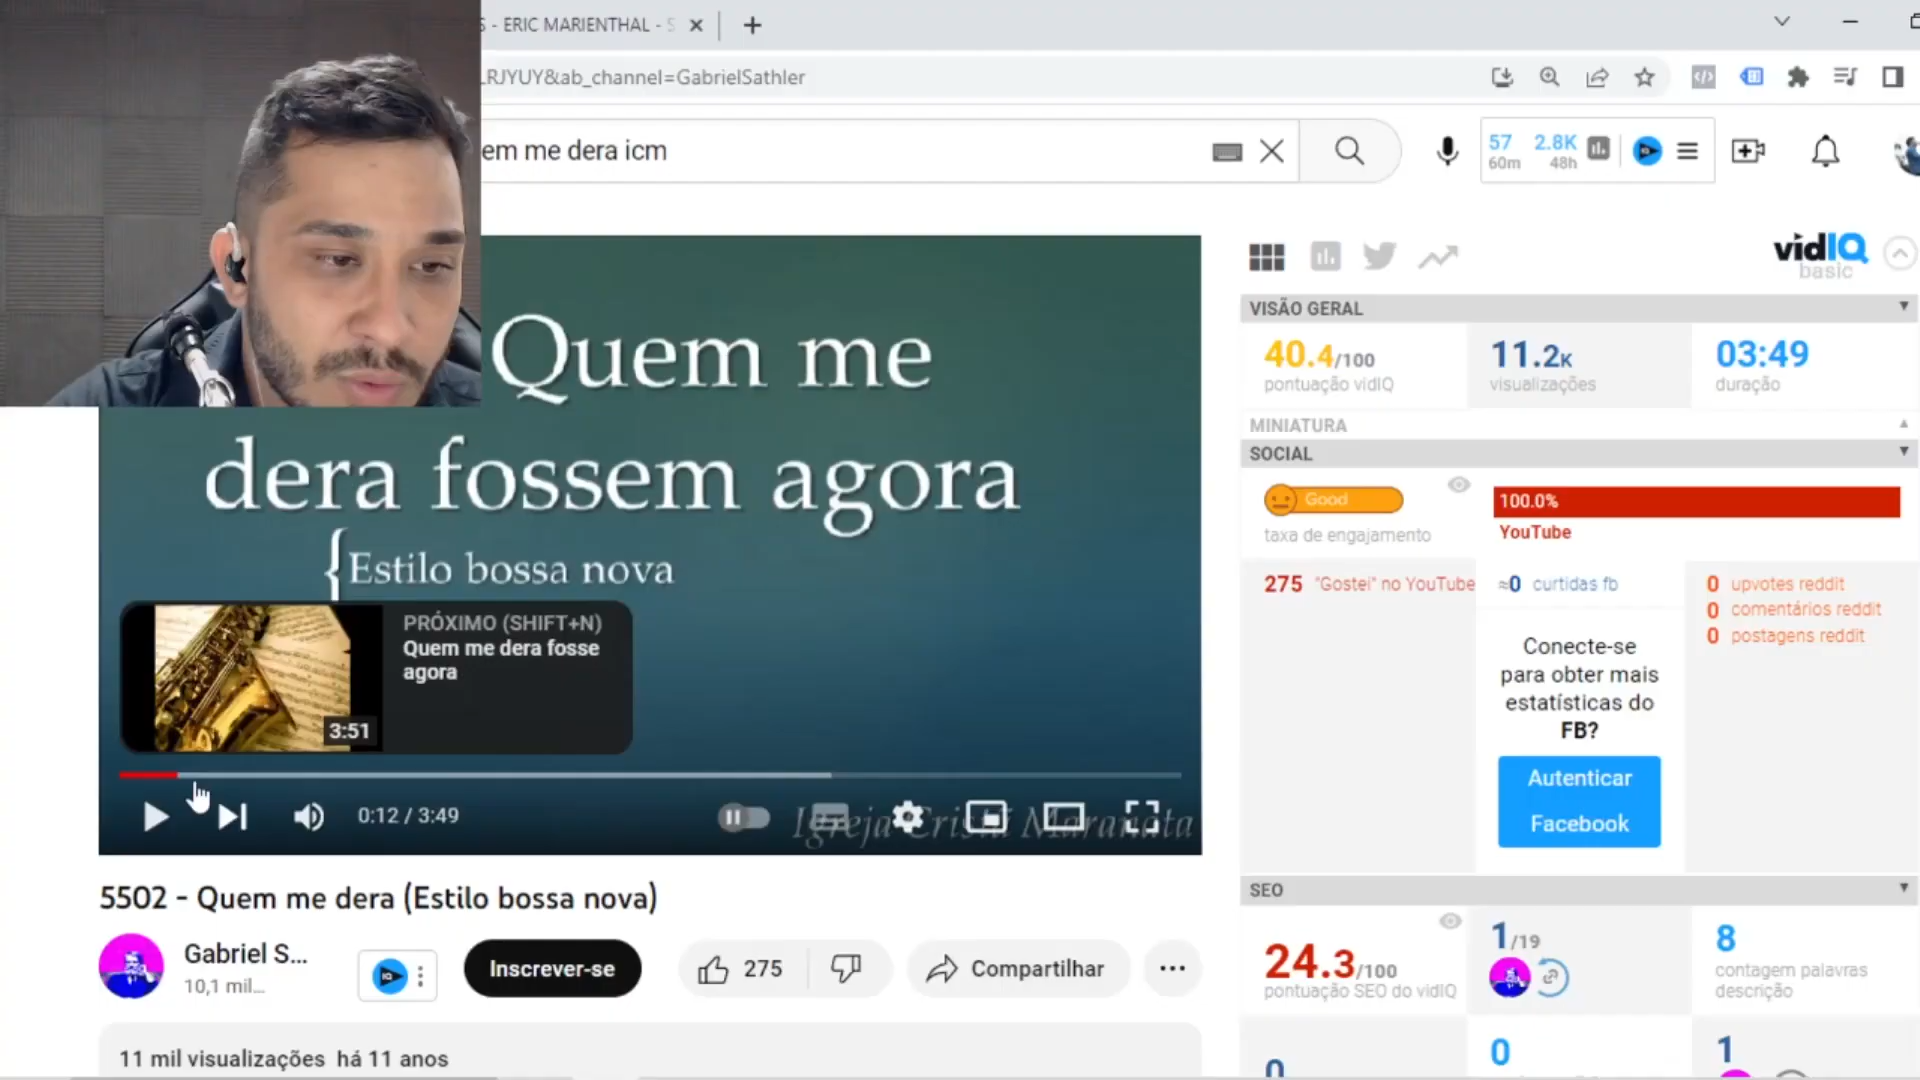 S - ERIC MARIENTHAL - S
LRJYUY&ab_channel=GabrielSathler
em me dera icm
57
60m
2.8K
48h
Quem me
dera fossem agora
Estilo bossa nova
PRÓXIMO (SHIFT+N)
Quem me dera fosse
agora
3:51
0:12 / 3:49
Igreja Cristã Maranata
5502 - Quem me dera (Estilo bossa nova)
Gabriel S...
10,1 mil...
Inscrever-se
275
Compartilhar
11 mil visualizações há 11 anos
vidIQ
basic
VISÃO GERAL
40.4/100
pontuação vidIQ
11.2K
visualizações
03:49
duração
MINIATURA
SOCIAL
Good
taxa de engajamento
100.0%
YouTube
275 "Gostei" no YouTube
≈0 curtidas fb
0 upvotes reddit
0 comentários reddit
0 postagens reddit
Conecte-se
para obter mais
estatísticas do
FB?
Autenticar
Facebook
SEO
24.3/100
pontuação SEO do vidIQ
1/19
8
contagem palavras
descrição
0
0
1